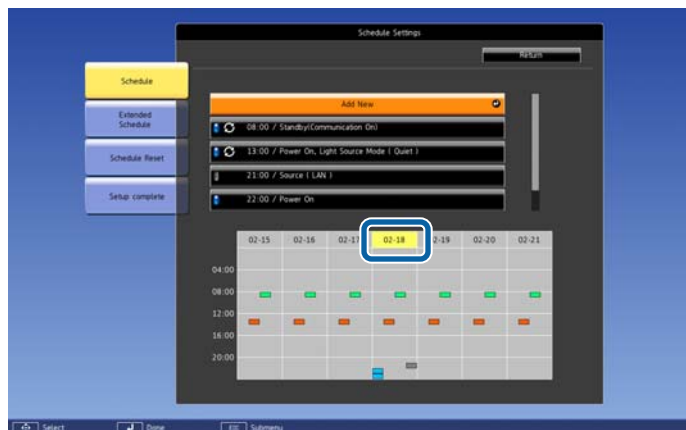 Schedule Settings
Return
Schedule
Extended
Schedule
Schedule Reset
Setup complete
Add New
08:00 / Standby(Communication On)
13:00 / Power On, Light Source Mode ( Quiet )
21:00 / Source ( LAN )
22:00 / Power On
02-15 02-16 02-17 02-18 2-19 02-20 02-21
04:00
08:00
12:00
16:00
20:00
Select Done Submenu